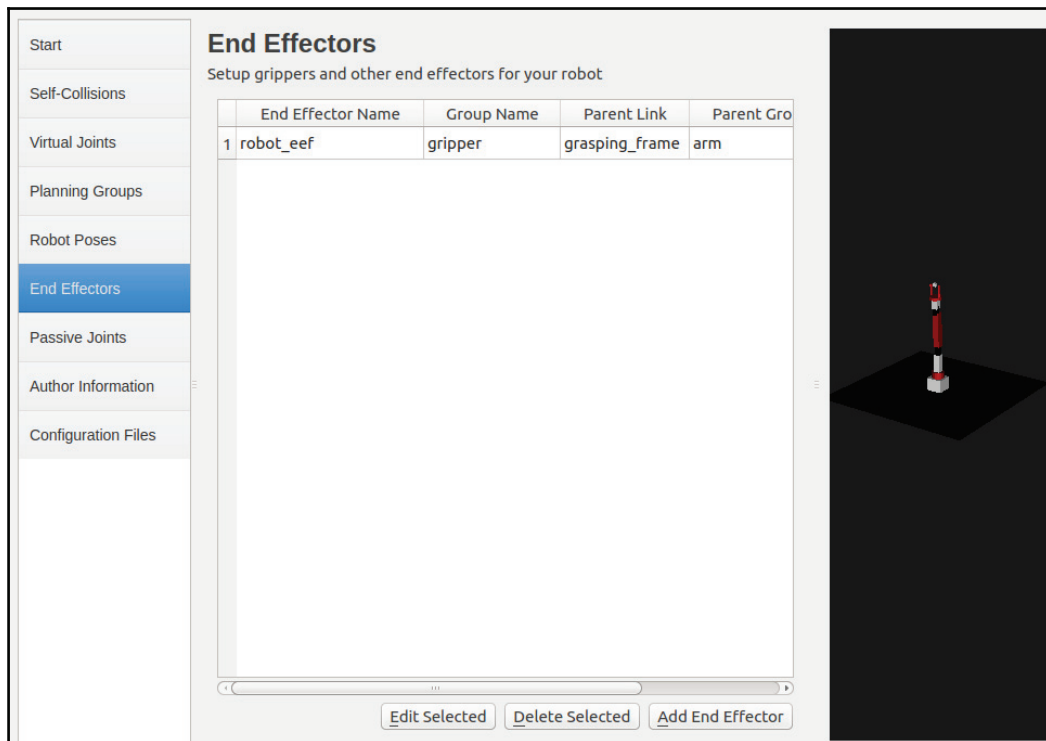 Start
Self-Collisions
Virtual Joints
Planning Groups
Robot Poses
End Effectors
Passive Joints
Author Information
Configuration Files
End Effectors
Setup grippers and other end effectors for your robot
End Effector Name Group Name Parent Link Parent Gro
1 robot_eef gripper grasping_frame arm
Edit Selected Delete Selected Add End Effector